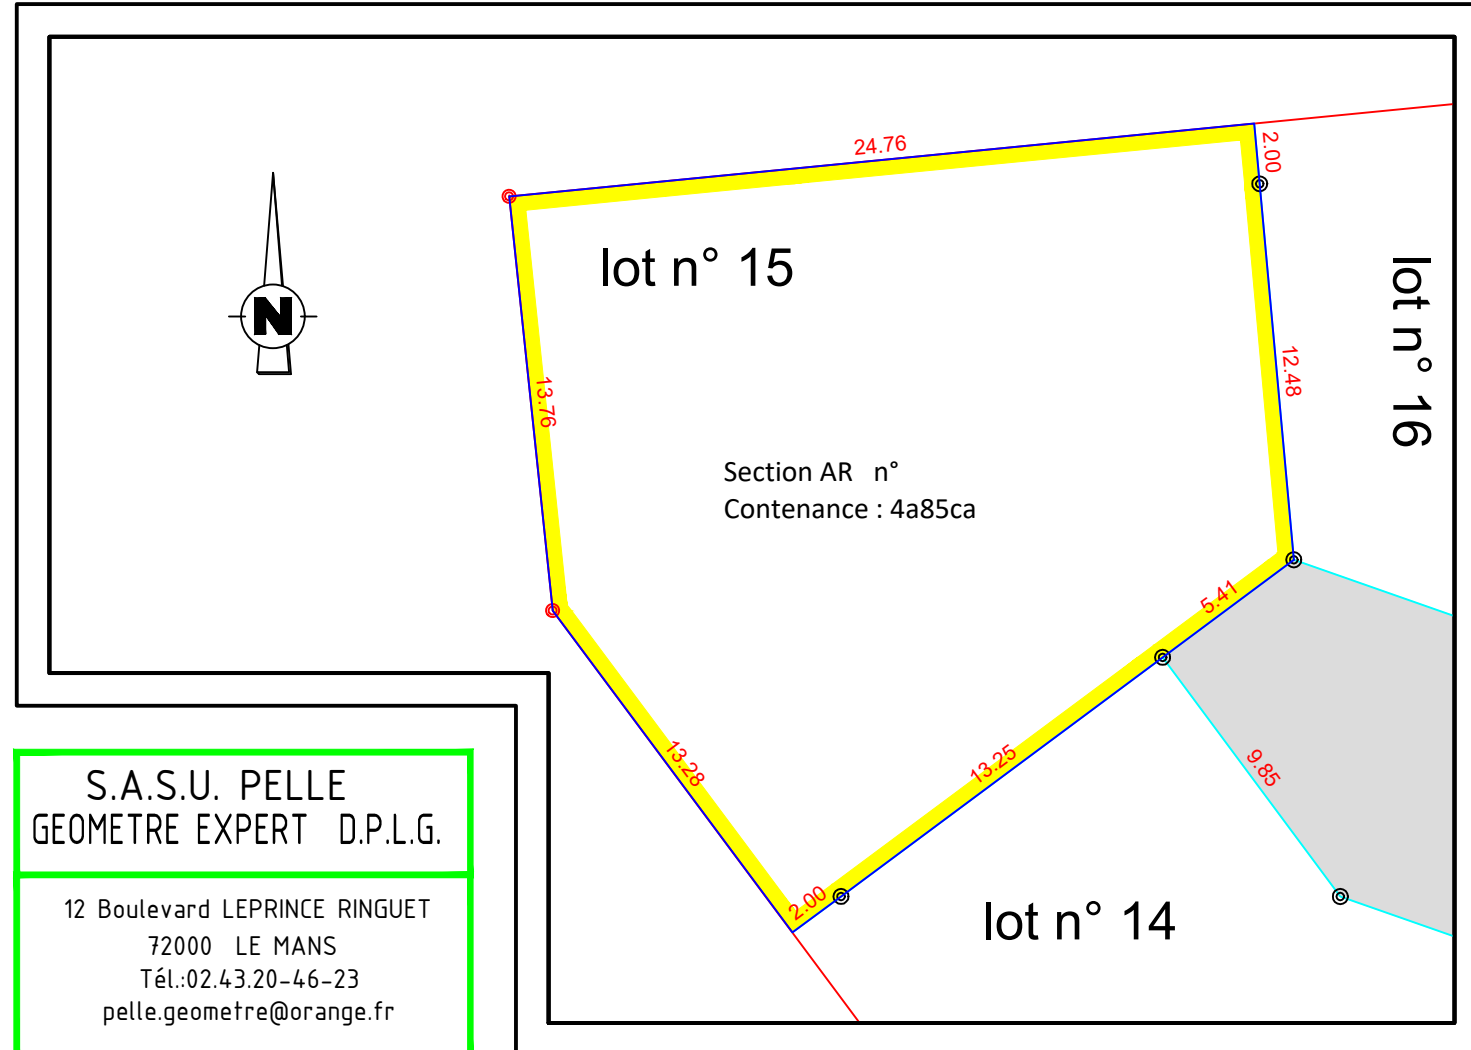 24.76
2.00
lot n° 15
lot n° 16
N
12.48
13.76
Section AR n°
Contenance : 4a85ca
5.41
13.28
13.25
9.85
2.00
lot n° 14
S.A.S.U. PELLE
GEOMETRE EXPERT D.P.L.G.
12 Boulevard LEPRINCE RINGUET
72000 LE MANS
Tél.:02.43.20-46-23
pelle.geometre@orange.fr